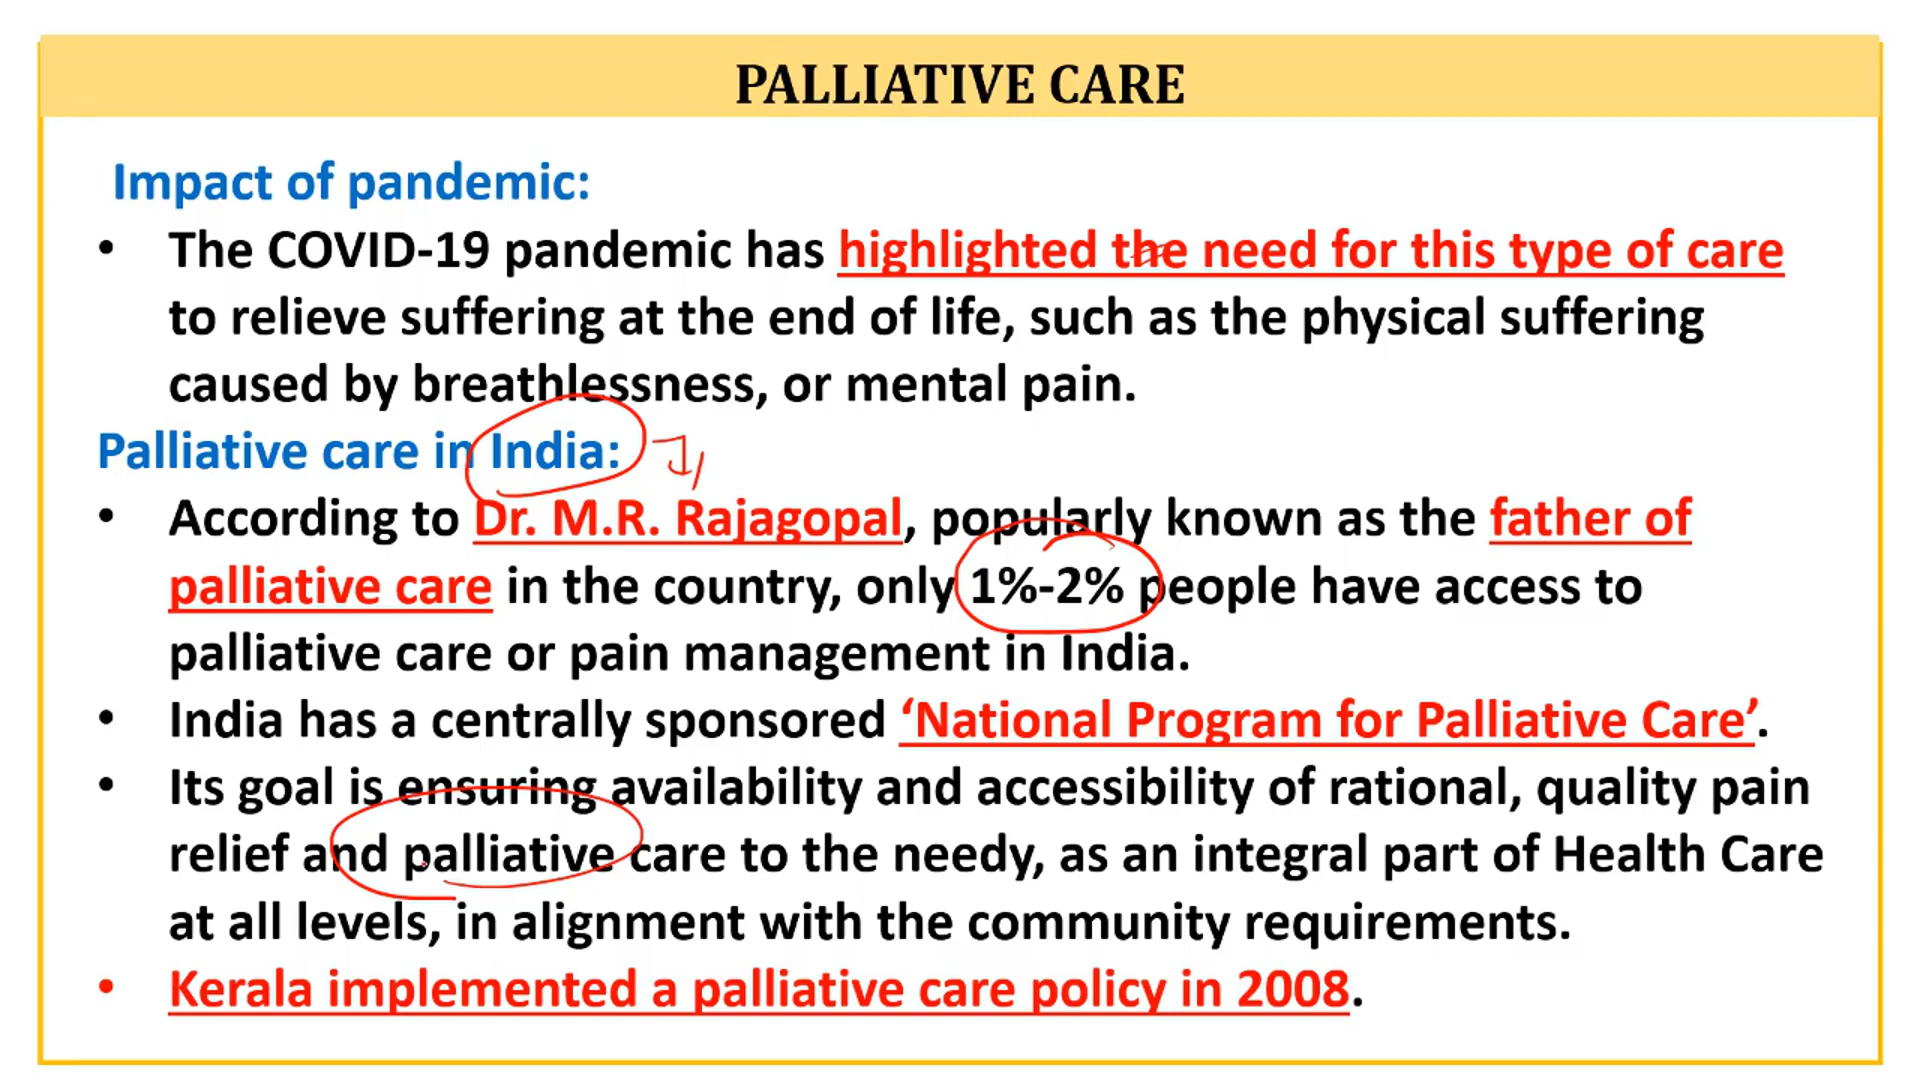 PALLIATIVE CARE
Impact of pandemic:
• The COVID-19 pandemic has highlighted the need for this type of care
to relieve suffering at the end of life, such as the physical suffering
caused by breathlessness, or mental pain.
Palliative care in India:
• According to Dr. M.R. Rajagopal, popularly known as the father of
palliative care in the country, only 1%-2% people have access to
palliative care or pain management in India.
• India has a centrally sponsored ‘National Program for Palliative Care’.
• Its goal is ensuring availability and accessibility of rational, quality pain
relief and palliative care to the needy, as an integral part of Health Care
at all levels, in alignment with the community requirements.
• Kerala implemented a palliative care policy in 2008.